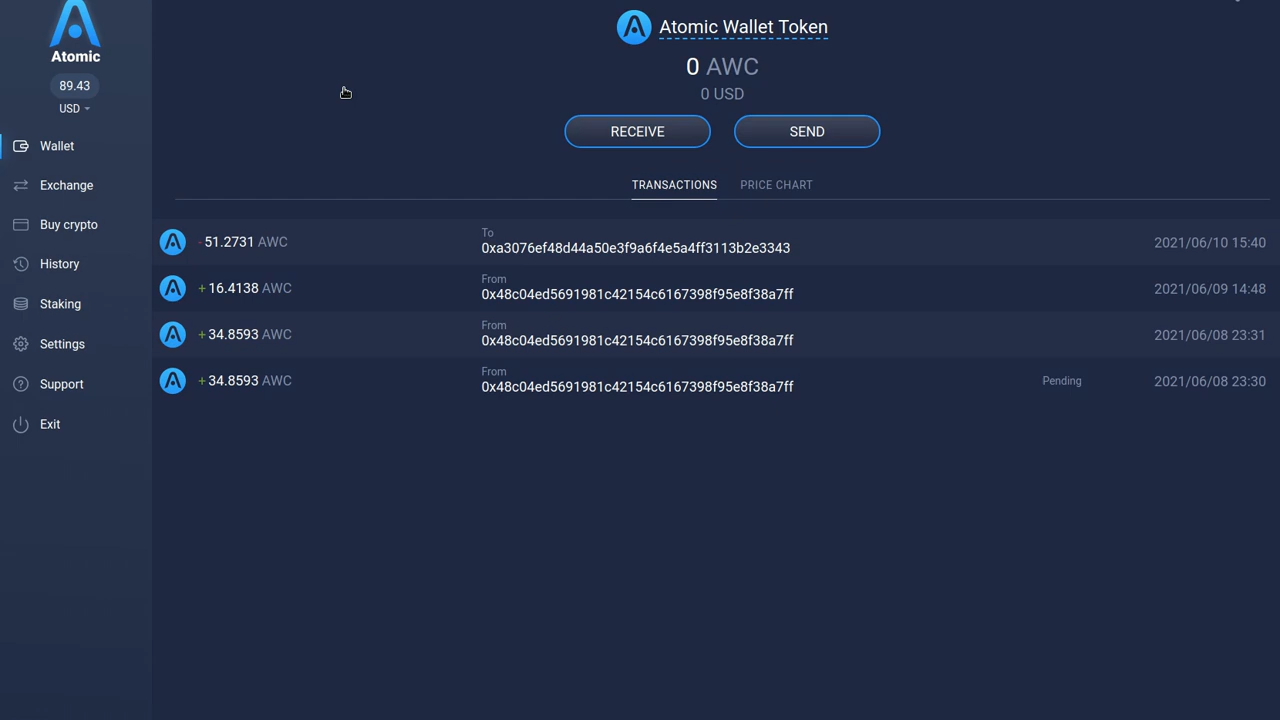 Atomic
89.43
USD
Wallet
Exchange
Buy crypto
History
Staking
Settings
Support
Exit
Atomic Wallet Token
0 AWC
0 USD
RECEIVE
SEND
TRANSACTIONS
PRICE CHART
- 51.2731 AWC
To
0xa3076ef48d44a50e3f9a6f4e5a4ff3113b2e3343
2021/06/10 15:40
+ 16.4138 AWC
From
0x48c04ed5691981c42154c6167398f95e8f38a7ff
2021/06/09 14:48
+ 34.8593 AWC
From
0x48c04ed5691981c42154c6167398f95e8f38a7ff
2021/06/08 23:31
+ 34.8593 AWC
From
0x48c04ed5691981c42154c6167398f95e8f38a7ff
Pending
2021/06/08 23:30